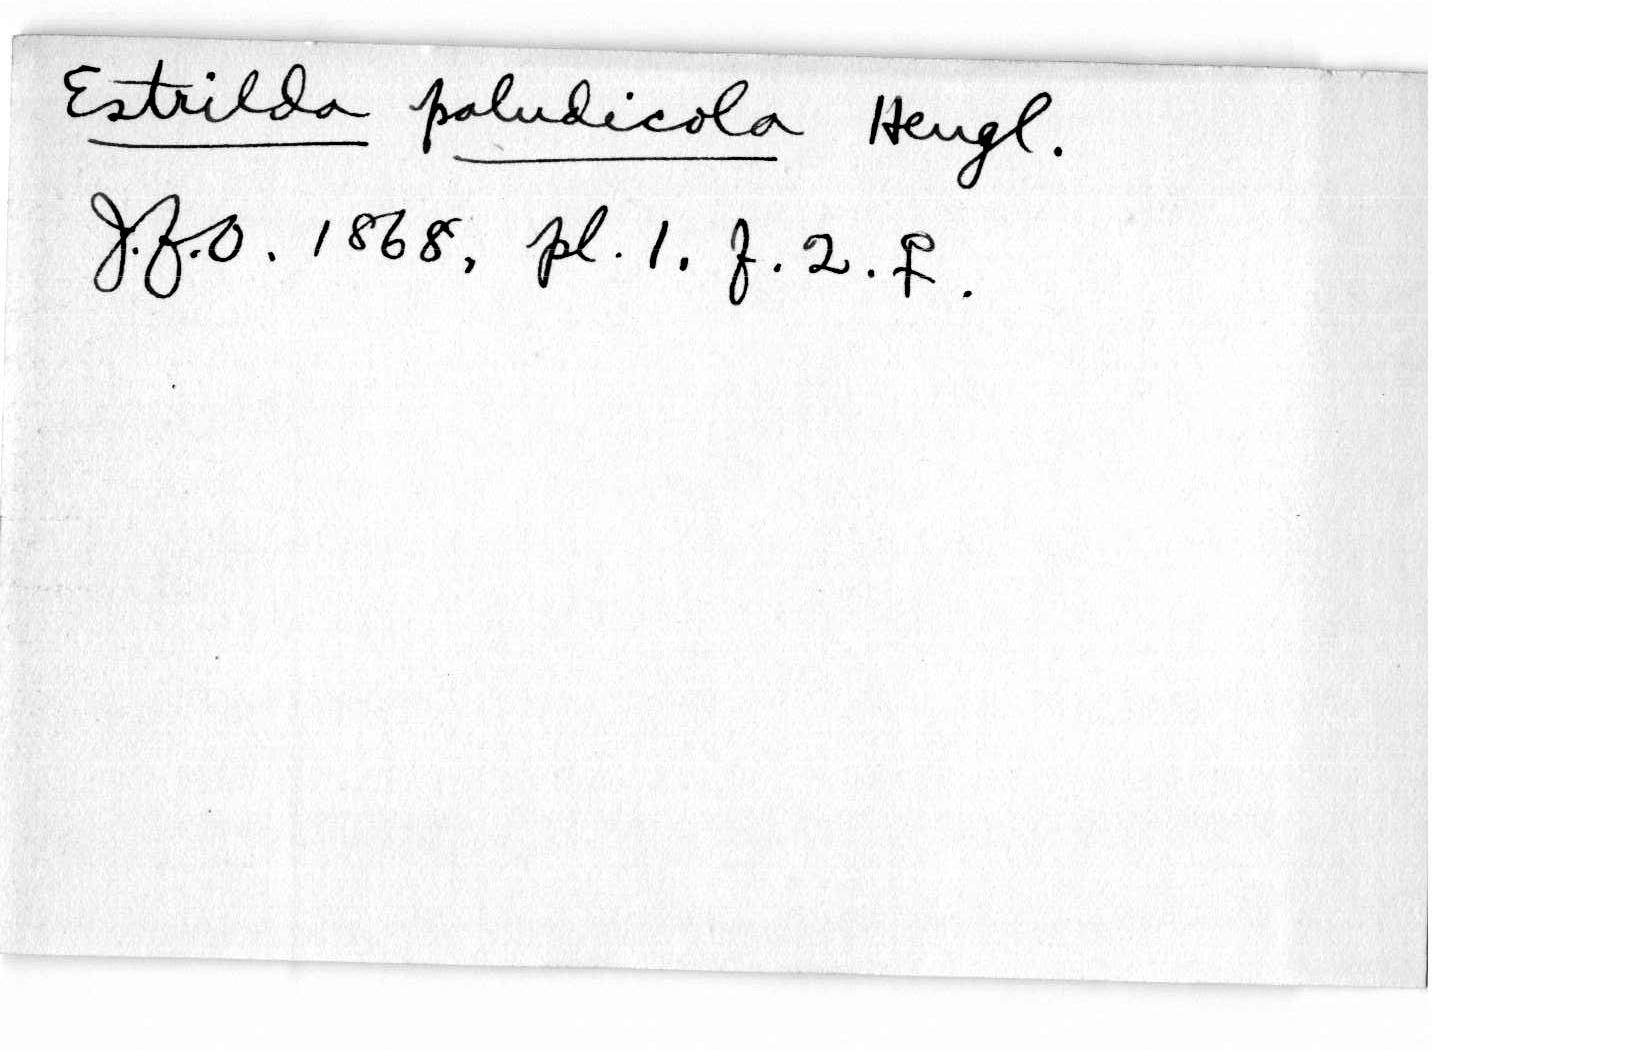 Estrilda paludicola Heugl.
J.f.O. 1868, pl. 1. f. 2. ♀.